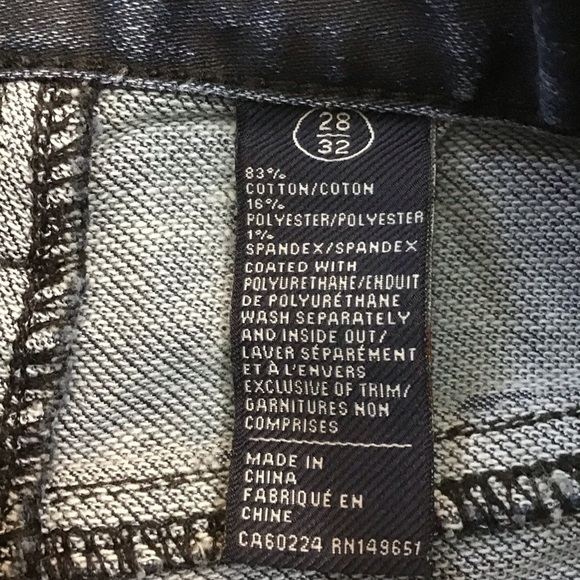 28
32
83%
COTTON/COTON
16%
POLYESTER/POLYESTER
1%
SPANDEX/SPANDEX
COATED WITH
POLYURETHANE/ENDUIT
DE POLYURÉTHANE
WASH SEPARATELY
AND INSIDE OUT/
LAVER SÉPARÉMENT
ET À L'ENVERS
EXCLUSIVE OF TRIM/
GARNITURES NON
COMPRISES
MADE IN
CHINA
FABRIQUÉ EN
CHINE
CA60224 RN149651